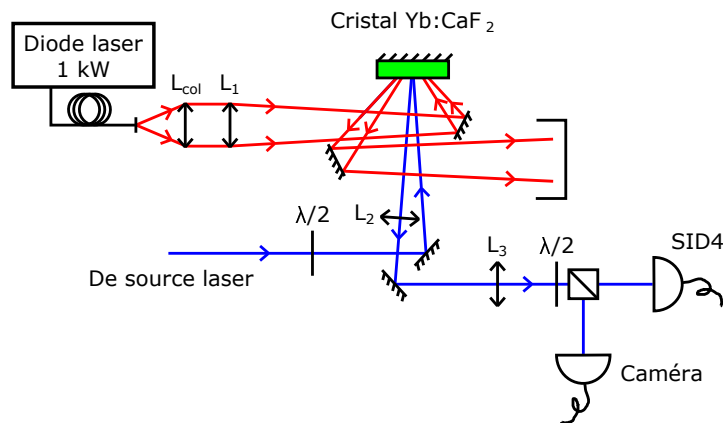 Cristal Yb:CaF2
Diode laser
1 kW
Lcol
L1
L2
λ/2
De source laser
L3
λ/2
SID4
Caméra